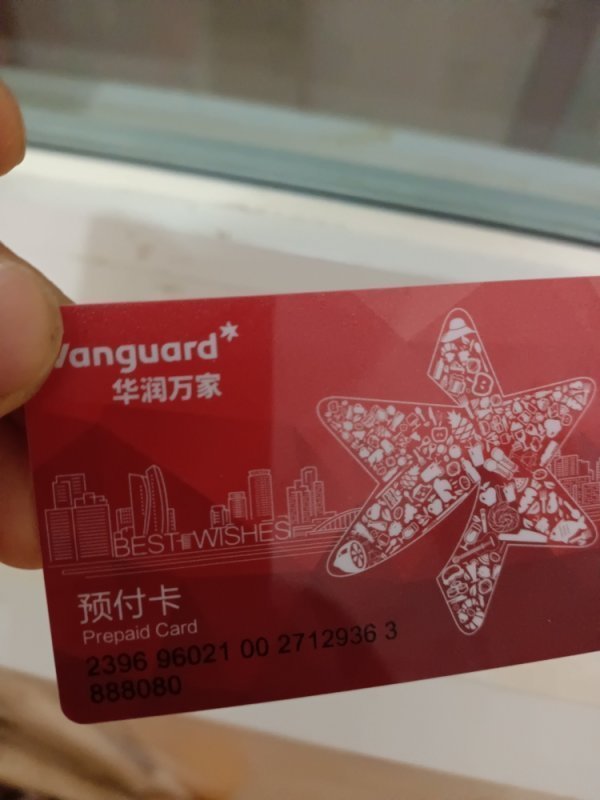 Vanguard
华润万家
BEST WISHES
预付卡
Prepaid Card
2396 96021 00 2712936 3
888080